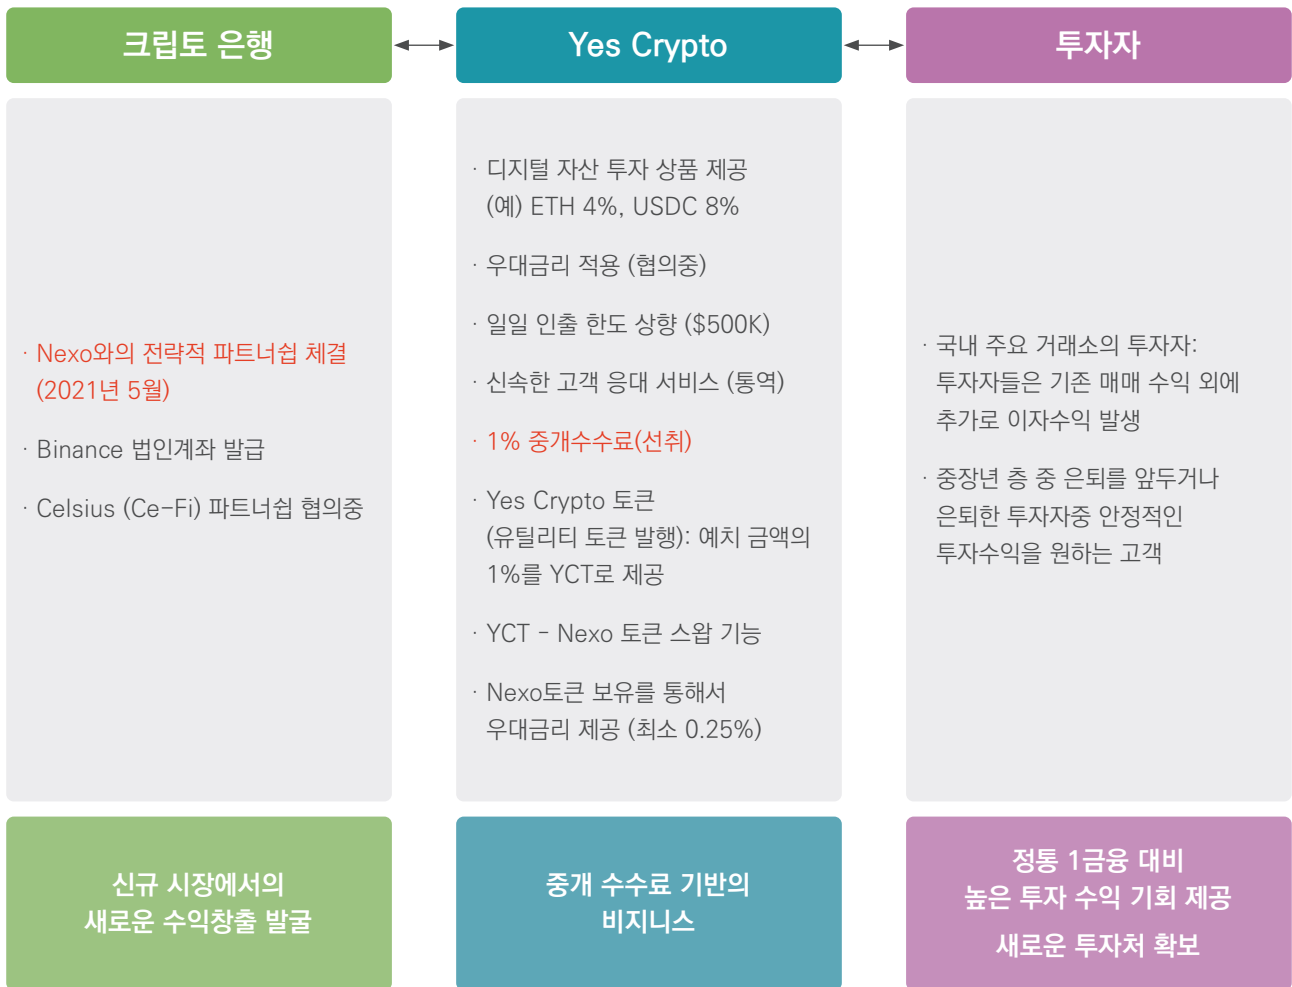 크립토 은행
Yes Crypto
투자자
· Nexo와의 전략적 파트너쉽 체결
(2021년 5월)
· Binance 법인계좌 발급
· Celsius (Ce-Fi) 파트너쉽 협의중
· 디지털 자산 투자 상품 제공
(예) ETH 4%, USDC 8%
· 우대금리 적용 (협의중)
· 일일 인출 한도 상향 ($500K)
· 신속한 고객 응대 서비스 (통역)
· 1% 중개수수료(선취)
· Yes Crypto 토큰
(유틸리티 토큰 발행): 예치 금액의
1%를 YCT로 제공
· YCT - Nexo 토큰 스왑 기능
· Nexo토큰 보유를 통해서
우대금리 제공 (최소 0.25%)
· 국내 주요 거래소의 투자자:
투자자들은 기존 매매 수익 외에
추가로 이자수익 발생
· 중장년 층 중 은퇴를 앞두거나
은퇴한 투자자중 안정적인
투자수익을 원하는 고객
신규 시장에서의
새로운 수익창출 발굴
중개 수수료 기반의
비지니스
정통 1금융 대비
높은 투자 수익 기회 제공
새로운 투자처 확보